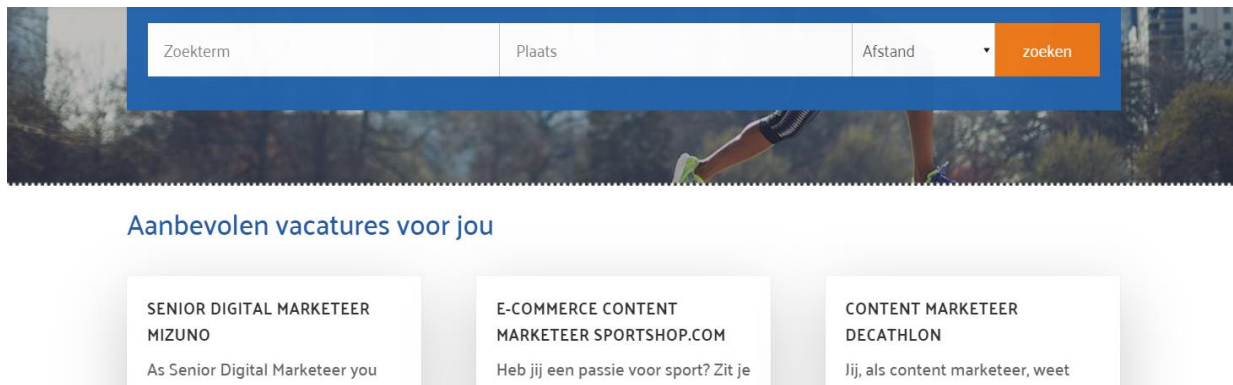 Zoekterm Plaats Afstand zoeken
Aanbevolen vacatures voor jou
SENIOR DIGITAL MARKETEER
MIZUNO
As Senior Digital Marketeer you
E-COMMERCE CONTENT
MARKETEER SPORTSHOP.COM
Heb jij een passie voor sport? Zit je
CONTENT MARKETEER
DECATHLON
Jij, als content marketeer, weet